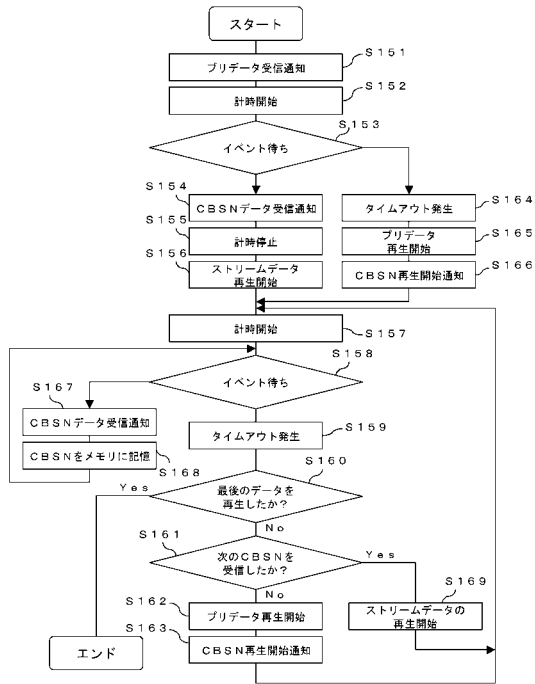 スタート
S151
プリデータ受信通知
S152
計時開始
S153
イベント待ち
S154
CBSNデータ受信通知
S155
計時停止
S156
ストリームデータ
再生開始
S164
タイムアウト発生
S165
プリデータ
再生開始
S166
CBSN再生開始通知
S157
計時開始
S158
イベント待ち
S167
CBSNデータ受信通知
CBSNをメモリに記憶
S168
S159
タイムアウト発生
S160
最後のデータを
再生したか?
Yes
No
S161
次のCBSNを
受信したか?
Yes
No
S169
ストリームデータの
再生開始
S162
プリデータ再生開始
S163
CBSN再生開始通知
エンド